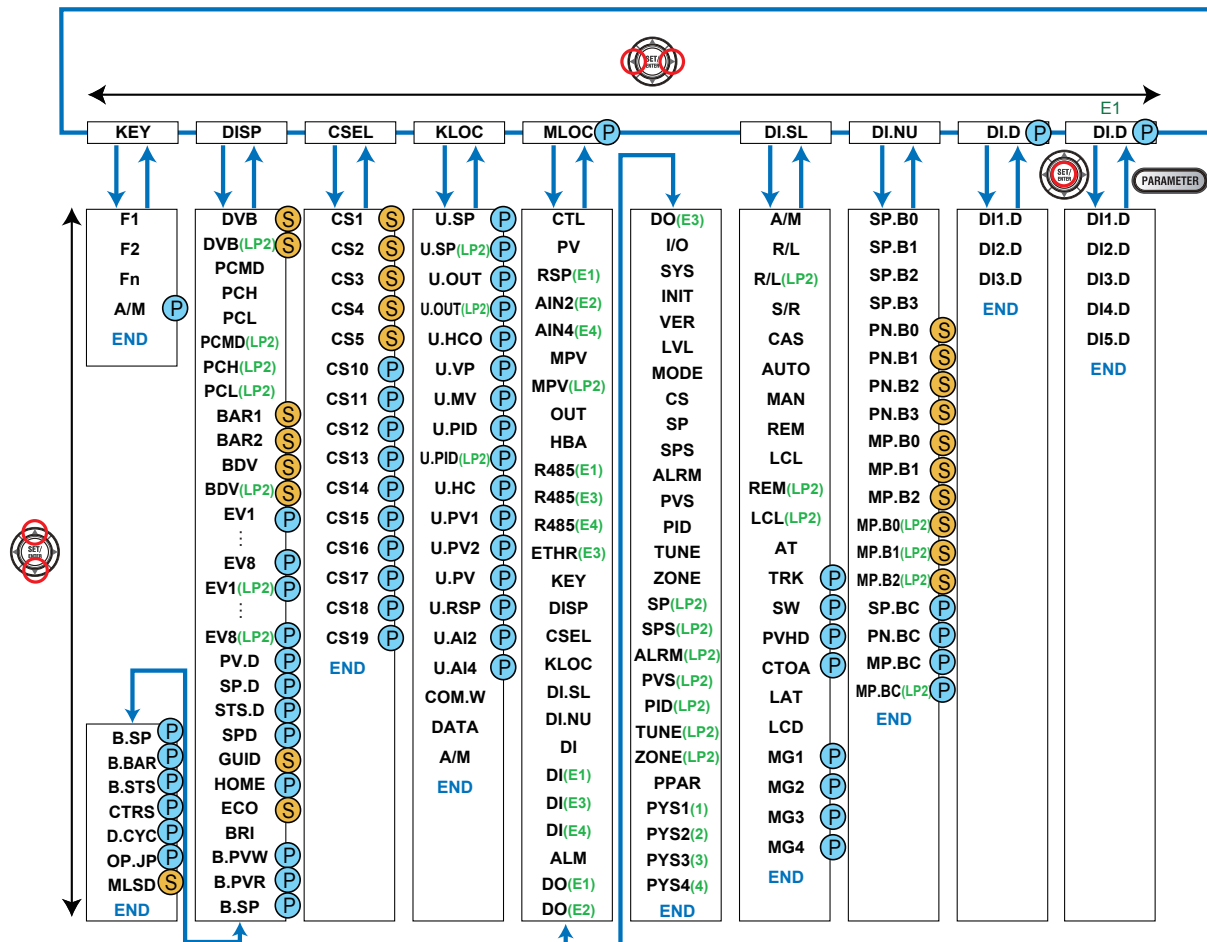 SET/
ENTER
E1
KEY
DISP
CSEL
KLOC
MLOC P
DI.SL
DI.NU
DI.D P
DI.D P
SET/
ENTER
PARAMETER
F1
F2
Fn
A/M P
END
SET/
ENTER
DVB S
DVB(LP2) S
PCMD
PCH
PCL
PCMD(LP2)
PCH(LP2)
PCL(LP2)
BAR1 S
BAR2 S
BDV S
BDV(LP2) S
EV1 P
⋮
EV8 P
EV1(LP2) P
⋮
EV8(LP2) P
PV.D P
SP.D P
STS.D P
SPD P
GUID S
HOME P
ECO S
BRI
B.PVW P
B.PVR P
B.SP P
B.SP P
B.BAR P
B.STS P
CTRS P
D.CYC P
OP.JP P
MLSD S
END
CS1 S
CS2 S
CS3 S
CS4 S
CS5 S
CS10 P
CS11 P
CS12 P
CS13 P
CS14 P
CS15 P
CS16 P
CS17 P
CS18 P
CS19 P
END
U.SP P
U.SP(LP2) P
U.OUT P
U.OUT(LP2) P
U.HCO P
U.VP P
U.MV P
U.PID P
U.PID(LP2) P
U.HC P
U.PV1 P
U.PV2 P
U.PV P
U.RSP P
U.AI2 P
U.AI4 P
COM.W
DATA
A/M
END
CTL
PV
RSP(E1)
AIN2(E2)
AIN4(E4)
MPV
MPV(LP2)
OUT
HBA
R485(E1)
R485(E3)
R485(E4)
ETHR(E3)
KEY
DISP
CSEL
KLOC
DI.SL
DI.NU
DI
DI(E1)
DI(E3)
DI(E4)
ALM
DO(E1)
DO(E2)
DO(E3)
I/O
SYS
INIT
VER
LVL
MODE
CS
SP
SPS
ALRM
PVS
PID
TUNE
ZONE
SP(LP2)
SPS(LP2)
ALRM(LP2)
PVS(LP2)
PID(LP2)
TUNE(LP2)
ZONE(LP2)
PPAR
PYS1(1)
PYS2(2)
PYS3(3)
PYS4(4)
END
A/M
R/L
R/L(LP2)
S/R
CAS
AUTO
MAN
REM
LCL
REM(LP2)
LCL(LP2)
AT
TRK P
SW P
PVHD P
CTOA P
LAT
LCD
MG1 P
MG2 P
MG3 P
MG4 P
END
SP.B0
SP.B1
SP.B2
SP.B3
PN.B0 S
PN.B1 S
PN.B2 S
PN.B3 S
MP.B0 S
MP.B1 S
MP.B2 S
MP.B0(LP2) S
MP.B1(LP2) S
MP.B2(LP2) S
SP.BC P
PN.BC P
MP.BC P
MP.BC(LP2) P
END
DI1.D
DI2.D
DI3.D
END
DI1.D
DI2.D
DI3.D
DI4.D
DI5.D
END